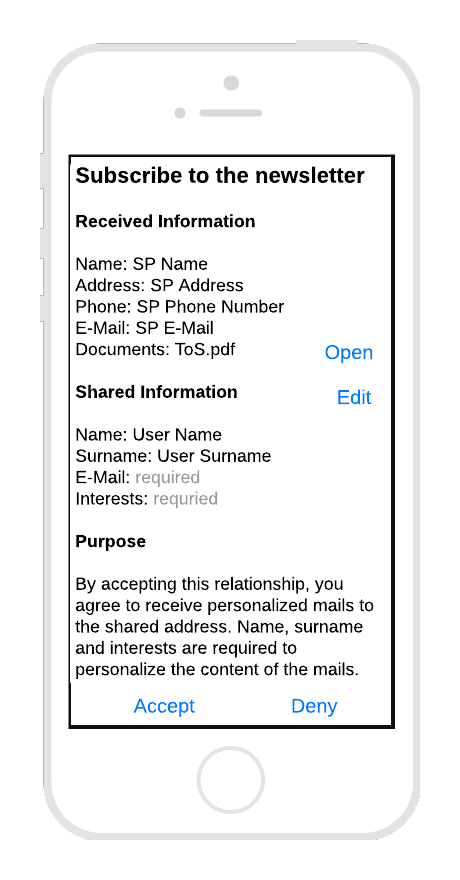 Subscribe to the newsletter
Received Information
Name: SP Name
Address: SP Address
Phone: SP Phone Number
E-Mail: SP E-Mail
Documents: ToS.pdf Open
Shared Information Edit
Name: User Name
Surname: User Surname
E-Mail: required
Interests: requried
Purpose
By accepting this relationship, you
agree to receive personalized mails to
the shared address. Name, surname
and interests are required to
personalize the content of the mails.
Accept Deny